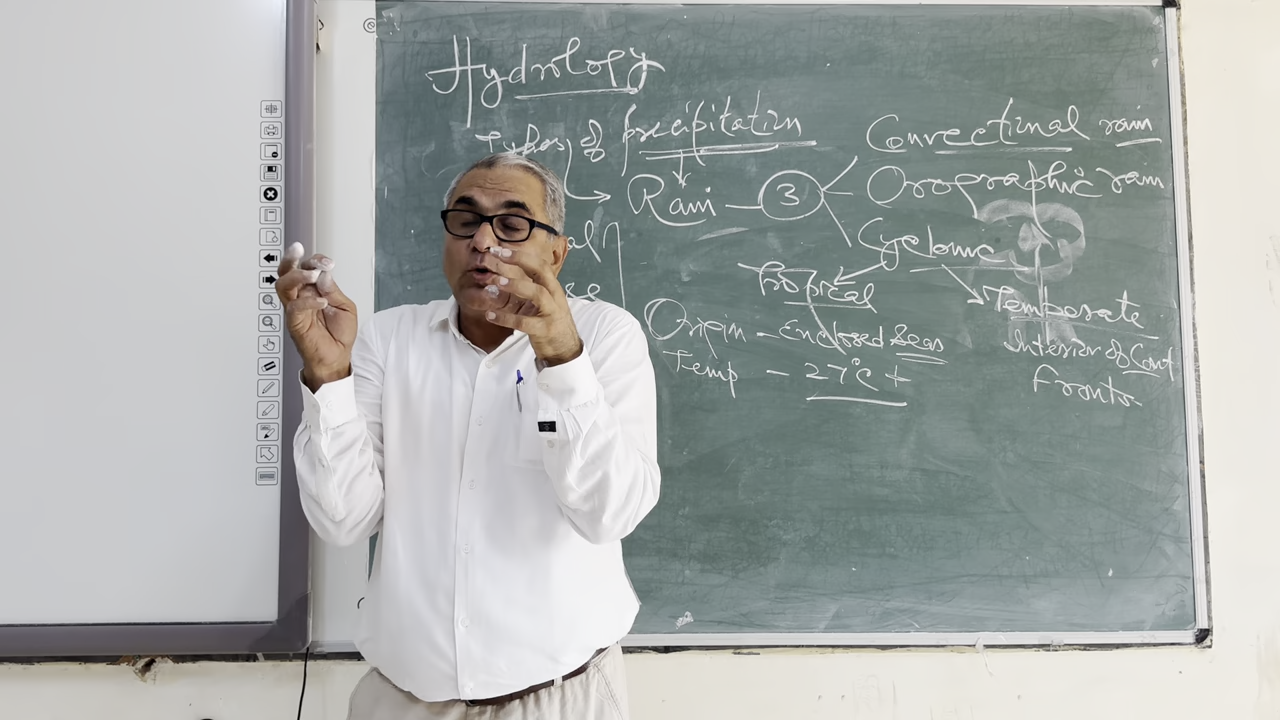 Hydrology
Types of precipitation
Convectional rain
Rain - 3
Orographic rain
Cyclonic
Tropical
Temperate
Origin - Enclosed Seas
Interior of Cont
Temp - 27°C +
Fronts